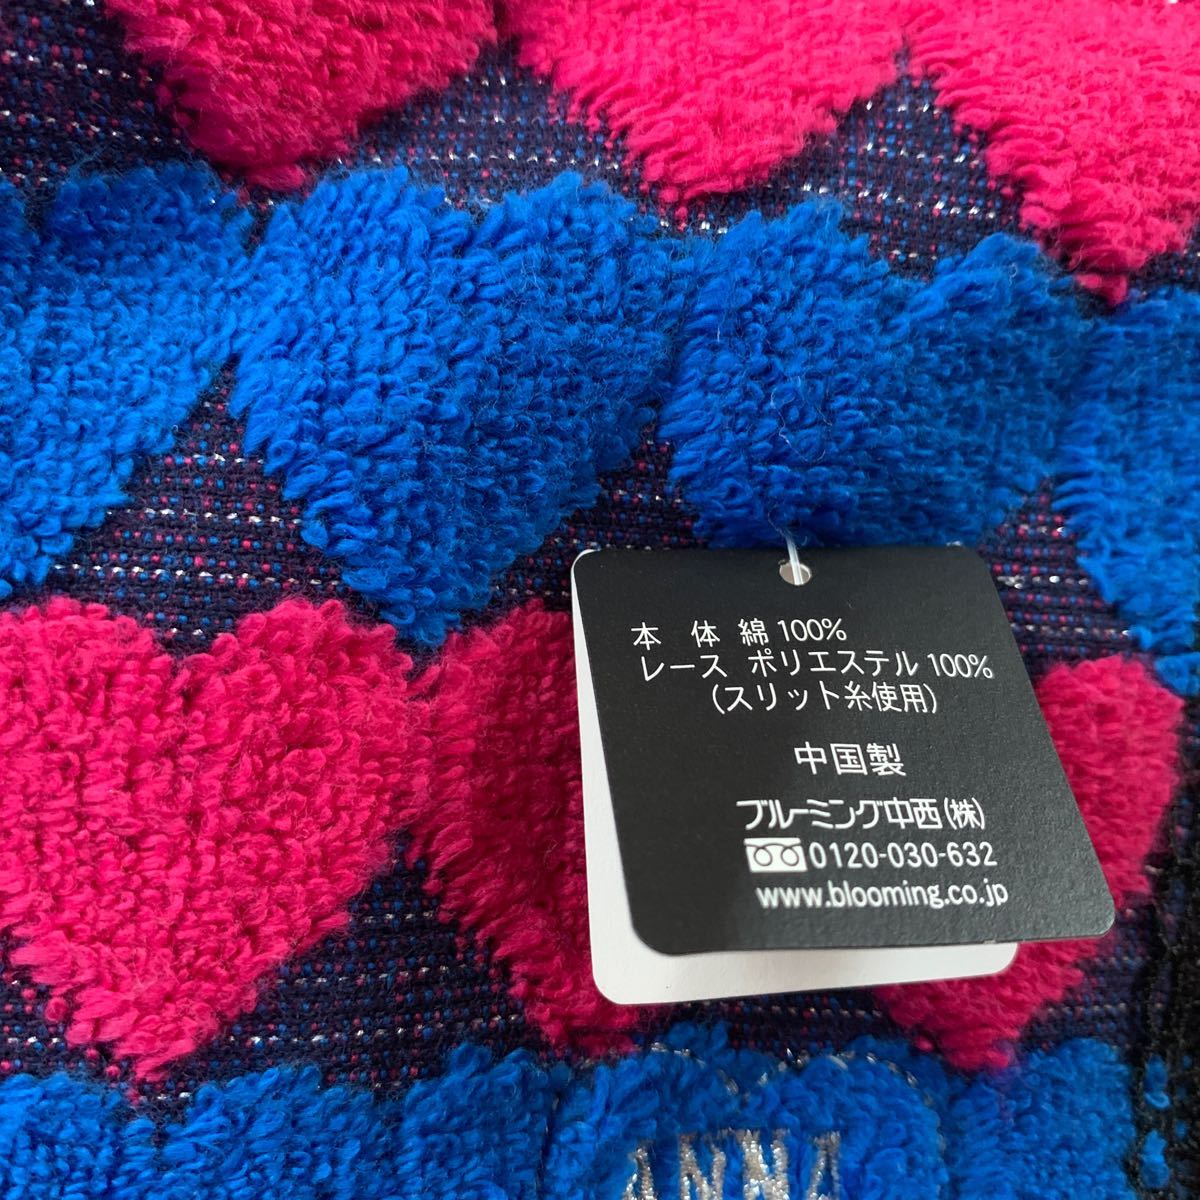 本 体 綿 100%
レース ポリエステル 100%
(スリット糸使用)
中国製
ブルーミング中西(株)
0120-030-632
www.blooming.co.jp
ANNA